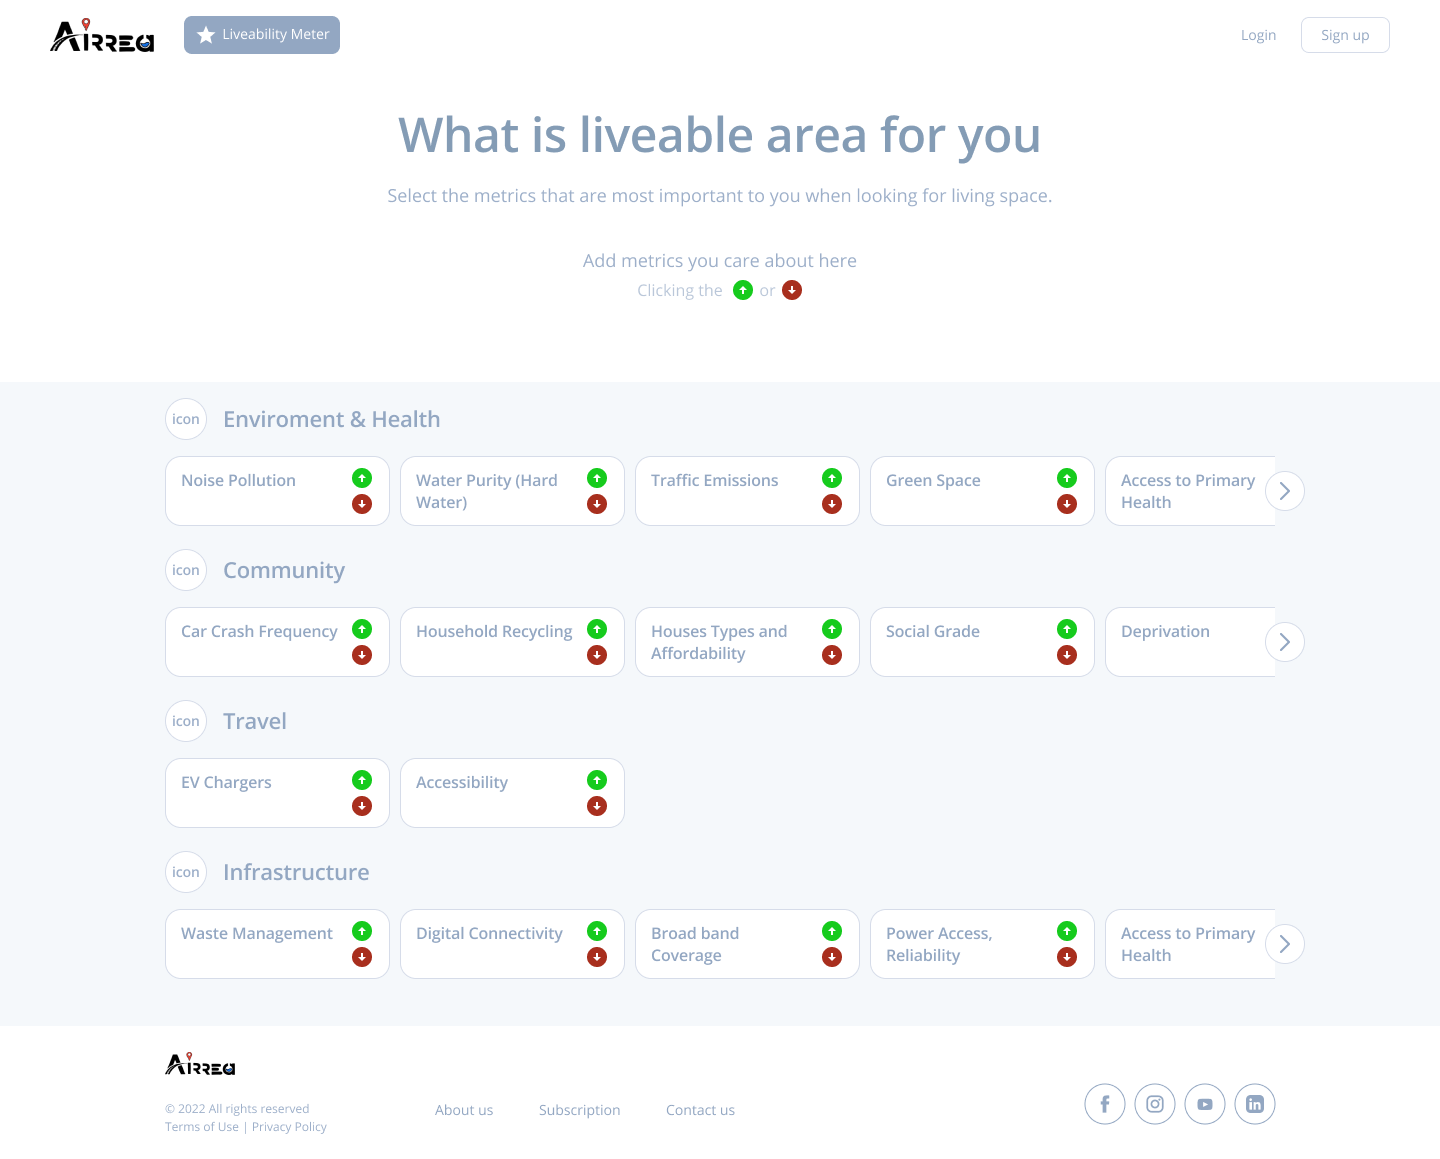 Airrea
Liveability Meter
Login
Sign up
What is liveable area for you
Select the metrics that are most important to you when looking for living space.
Add metrics you care about here
Clicking the or
icon
Enviroment & Health
Noise Pollution
Water Purity (Hard
Water)
Traffic Emissions
Green Space
Access to Primary
Health
icon
Community
Car Crash Frequency
Household Recycling
Houses Types and
Affordability
Social Grade
Deprivation
icon
Travel
EV Chargers
Accessibility
icon
Infrastructure
Waste Management
Digital Connectivity
Broad band
Coverage
Power Access,
Reliability
Access to Primary
Health
Airrea
© 2022 All rights reserved
Terms of Use | Privacy Policy
About us
Subscription
Contact us